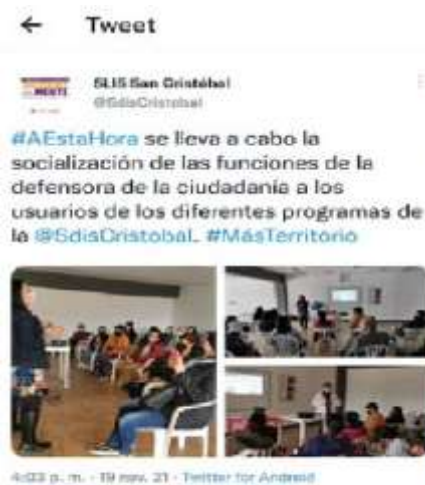 Tweet
SLIS San Cristóbal
@SdisCristobal
#AEstaHora se lleva a cabo la
socialización de las funciones de la
defensora de la ciudadanía a los
usuarios de los diferentes programas de
la @SdisCristobal. #MásTerritorio
4:03 p. m. · 19 nov. 21 · Twitter for Android